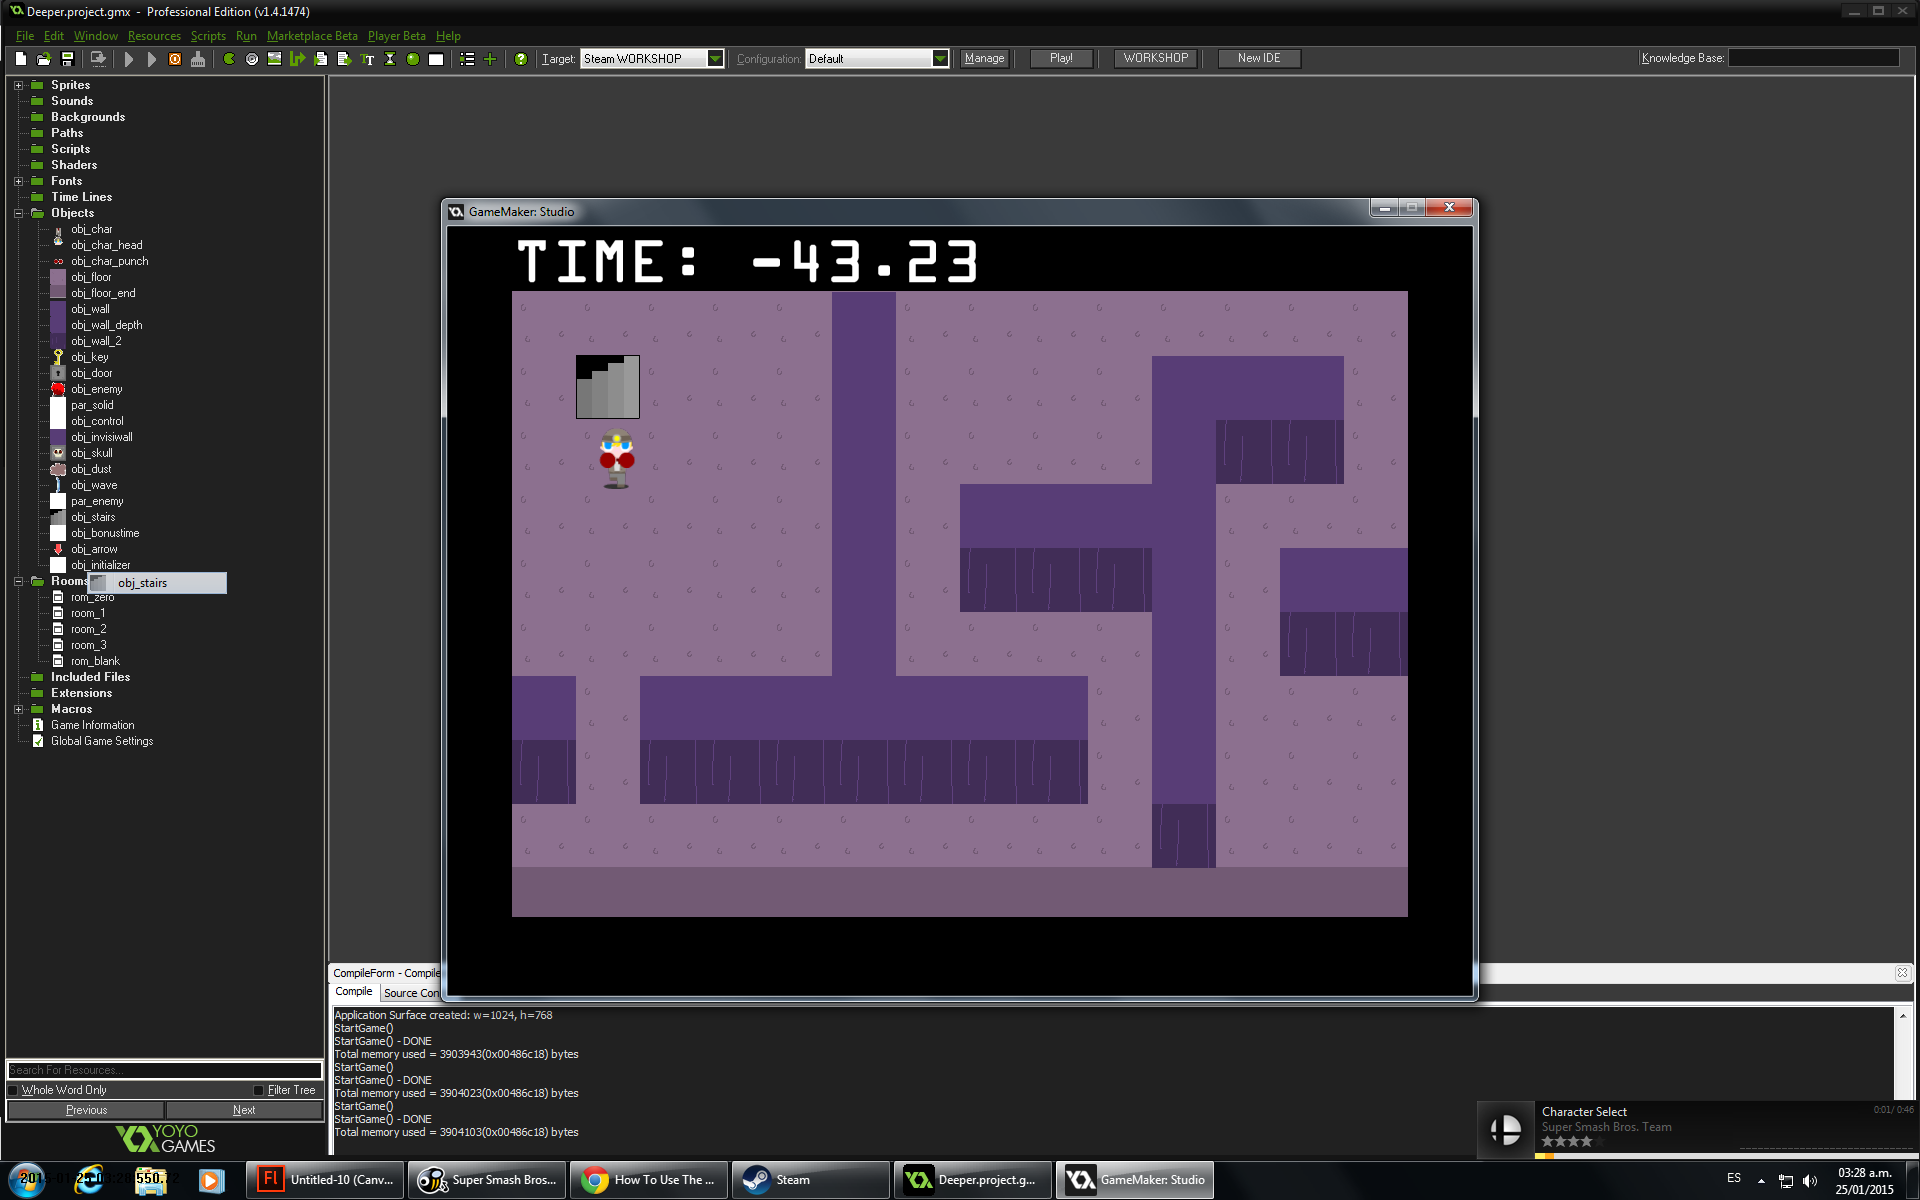 Deeper.project.gmx - Professional Edition (v1.4.1474)
File Edit Window Resources Scripts Run Marketplace Beta Player Beta Help
Target: Steam WORKSHOP Configuration: Default Manage Play! WORKSHOP New IDE Knowledge Base:
Sprites
Sounds
Backgrounds
Paths
Scripts
Shaders
Fonts
Time Lines
Objects
obj_char
obj_char_head
obj_char_punch
obj_floor
obj_floor_end
obj_wall
obj_wall_depth
obj_wall_2
obj_key
obj_door
obj_enemy
par_solid
obj_control
obj_invisiwall
obj_skull
obj_dust
obj_wave
par_enemy
obj_stairs
obj_bonustime
obj_arrow
obj_initializer
Rooms
obj_stairs
rom_zero
room_1
room_2
room_3
rom_blank
Included Files
Extensions
Macros
Game Information
Global Game Settings
Search For Resources...
Whole Word Only Filter Tree
Previous Next
YOYO
GAMES
GameMaker: Studio
TIME: -43.23
CompileForm - Compile
Compile Source Con
Application Surface created: w=1024, h=768
StartGame()
StartGame() - DONE
Total memory used = 3903943(0x00486c18) bytes
StartGame()
StartGame() - DONE
Total memory used = 3904023(0x00486c18) bytes
StartGame()
StartGame() - DONE
Total memory used = 3904103(0x00486c18) bytes
Character Select 0:01/ 0:46
Super Smash Bros. Team
Untitled-10 (Canv...
Super Smash Bros...
How To Use The ...
Steam
Deeper.project.g...
GameMaker: Studio
ES
03:28 a.m.
25/01/2015